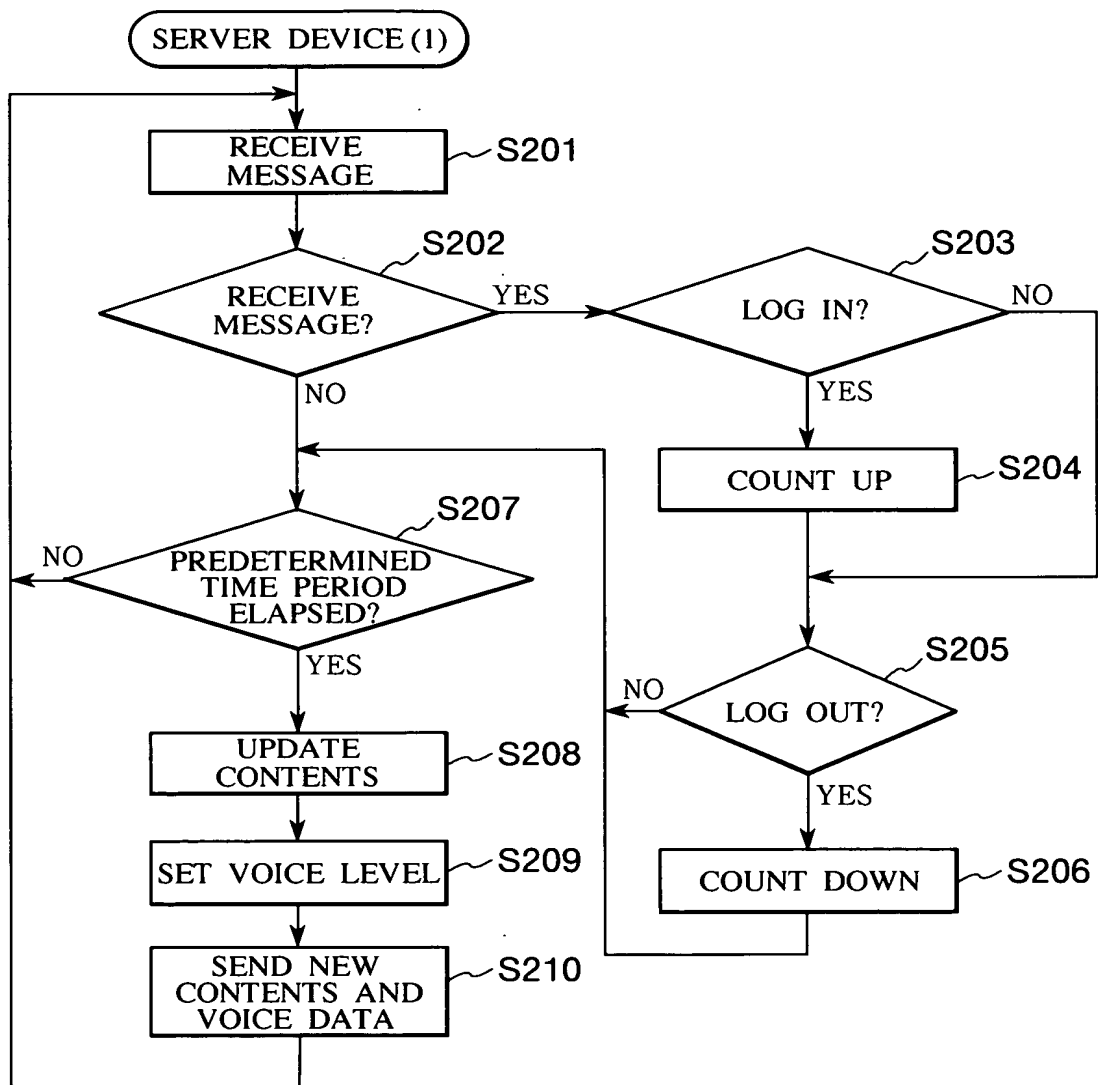 SERVER DEVICE (1)
RECEIVE
MESSAGE
S201
S202
RECEIVE
MESSAGE?
YES
NO
S203
LOG IN?
NO
YES
COUNT UP
S204
S207
NO
PREDETERMINED
TIME PERIOD
ELAPSED?
YES
S205
NO
LOG OUT?
YES
UPDATE
CONTENTS
S208
SET VOICE LEVEL
S209
COUNT DOWN
S206
SEND NEW
CONTENTS AND
VOICE DATA
S210